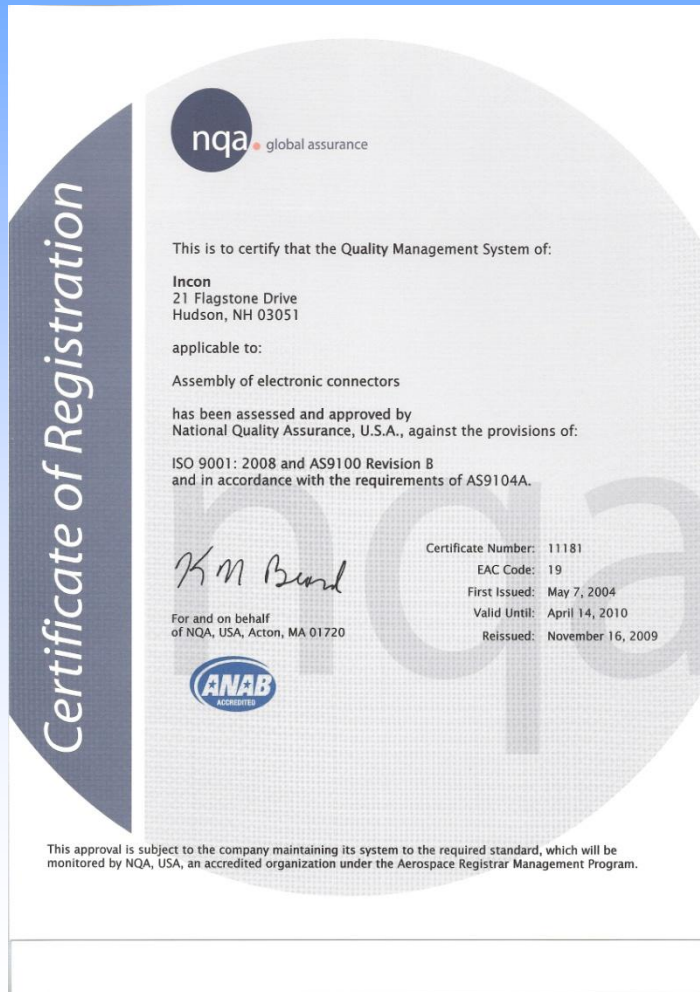 Certificate of Registration
nqa. global assurance
This is to certify that the Quality Management System of:
Incon
21 Flagstone Drive
Hudson, NH 03051
applicable to:
Assembly of electronic connectors
has been assessed and approved by
National Quality Assurance, U.S.A., against the provisions of:
ISO 9001: 2008 and AS9100 Revision B
and in accordance with the requirements of AS9104A.
nqa
KM Beard
For and on behalf
of NQA, USA, Acton, MA 01720
Certificate Number: 11181
EAC Code: 19
First Issued: May 7, 2004
Valid Until: April 14, 2010
Reissued: November 16, 2009
ANAB
ACCREDITED
This approval is subject to the company maintaining its system to the required standard, which will be
monitored by NQA, USA, an accredited organization under the Aerospace Registrar Management Program.